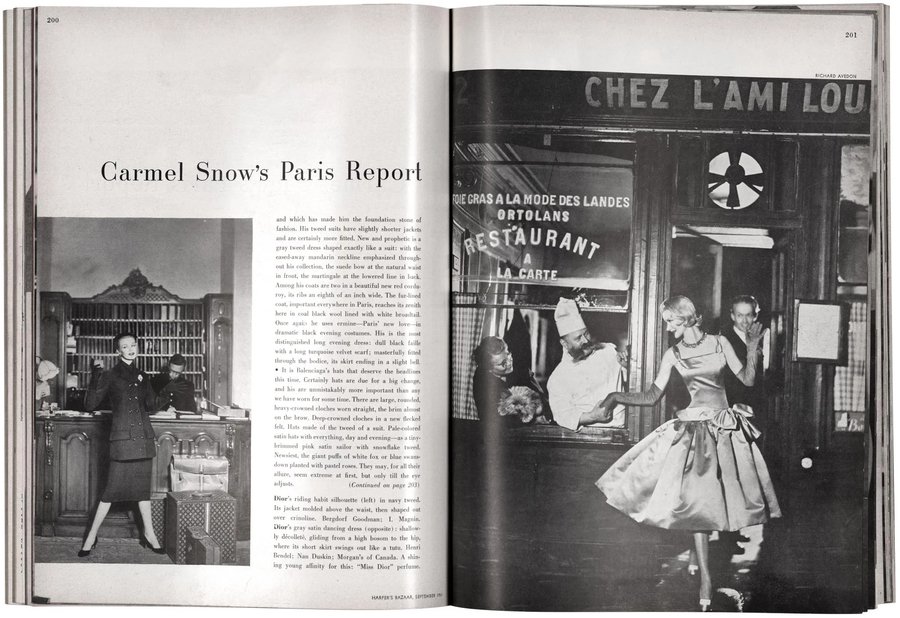 200
Carmel Snow's Paris Report
and which has made him the foundation stone of
fashion. His tweed suits have slightly shorter jackets
and are certainly more fitted. New and prophetic is a
gray tweed dress shaped exactly like a suit: with the
eased-away mandarin neckline emphasized through-
out his collection, the suede bow at the natural waist
in front, the martingale at the lowered line in back.
Among his coats are two in a beautiful new red cordu-
roy, its ribs an eighth of an inch wide. The fur-lined
coat, important everywhere in Paris, reaches its zenith
here in coal black wool lined with white broadtail.
Once again he uses ermine—Paris' new love—in
dramatic black evening costumes. His is the most
distinguished long evening dress: dull black faille
with a long turquoise velvet scarf; masterfully fitted
through the bodice, its skirt ending in a slight bell.
• It is Balenciaga's hats that deserve the headlines
this time. Certainly hats are due for a big change,
and his are unmistakably more important than any
we have worn for some time. There are large, rounded,
heavy-crowned cloches worn straight, the brim almost
on the brow. Deep-crowned cloches in a new flecked
felt. Hats made of the tweed of a suit. Pale-colored
satin hats with everything, day and evening—as a tiny-
brimmed pink satin sailor with snowflake tweed.
Newsiest, the giant puffs of white fox or blue swans-
down planted with pastel roses. They may, for all their
allure, seem extreme at first, but only till the eye
adjusts. (Continued on page 203)
Dior's riding habit silhouette (left) in navy tweed.
Its jacket molded above the waist, then shaped out
over crinoline. Bergdorf Goodman; I. Magnin.
Dior's gray satin dancing dress (opposite): shallow-
ly décolleté, gliding from a high bosom to the hip,
where its short skirt swings out like a tutu. Henri
Bendel; Nan Duskin; Morgan's of Canada. A shin-
ing young affinity for this: "Miss Dior" perfume.
HARPER'S BAZAAR, SEPTEMBER
201
RICHARD AVEDON
2
CHEZ L'AMI LOU
FOIE GRAS A LA MODE DES LANDES
ORTOLANS
RESTAURANT
A
LA CARTE